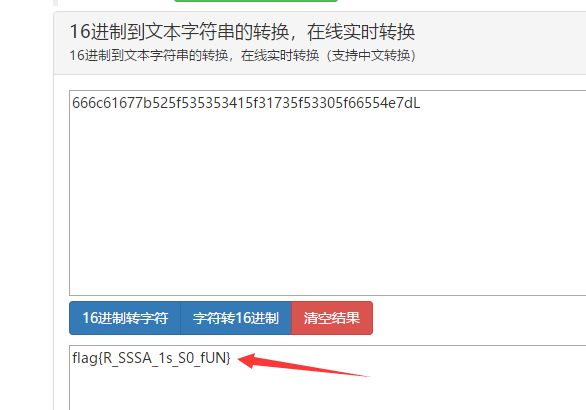 16进制到文本字符串的转换，在线实时转换
16进制到文本字符串的转换，在线实时转换（支持中文转换）
666c61677b525f535353415f31735f53305f66554e7dL
16进制转字符 字符转16进制 清空结果
flag{R_SSSA_1s_S0_fUN}